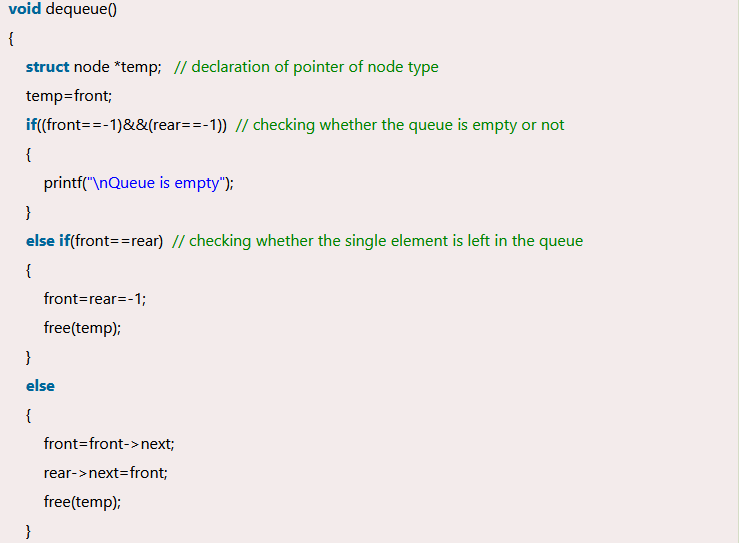 void dequeue()
{
struct node *temp;   // declaration of pointer of node type
temp=front;
if((front==-1)&&(rear==-1))  // checking whether the queue is empty or not
{
printf("\nQueue is empty");
}
else if(front==rear)  // checking whether the single element is left in the queue
{
front=rear=-1;
free(temp);
}
else
{
front=front->next;
rear->next=front;
free(temp);
}